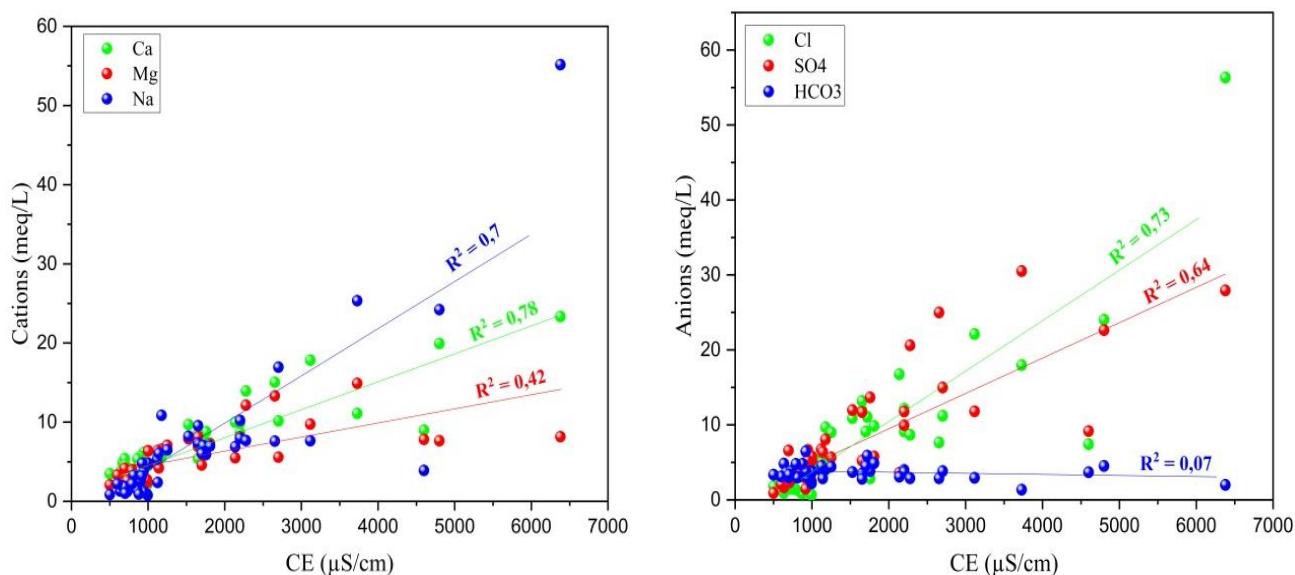 60
50
40
30
20
10
0
Cations (meq/L)
Ca
Mg
Na
R² = 0,7
R² = 0,78
R² = 0,42
0 1000 2000 3000 4000 5000 6000 7000
CE (µS/cm)
60
50
40
30
20
10
0
Anions (meq/L)
Cl
SO4
HCO3
R² = 0,73
R² = 0,64
R² = 0,07
0 1000 2000 3000 4000 5000 6000 7000
CE (µS/cm)